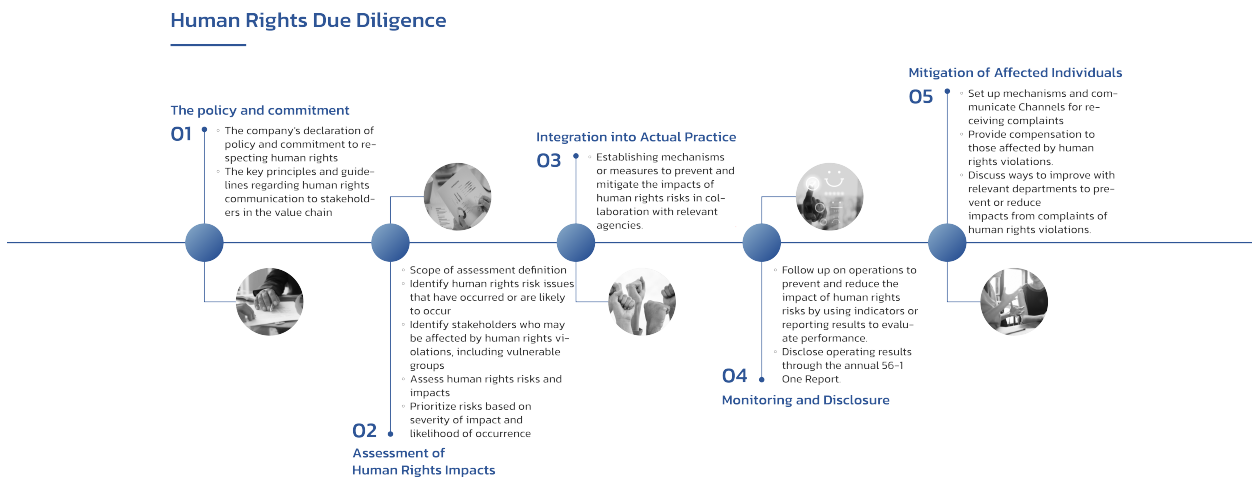 Human Rights Due Diligence
The policy and commitment
01
◦ The company's declaration of
policy and commitment to re-
specting human rights
◦ The key principles and guide-
lines regarding human rights
communication to stakehold-
ers in the value chain
02
◦ Scope of assessment definition
◦ Identify human rights risk issues
that have occurred or are likely
to occur
◦ Identify stakeholders who may
be affected by human rights vi-
olations, including vulnerable
groups
◦ Assess human rights risks and
impacts
◦ Prioritize risks based on
severity of impact and
likelihood of occurrence
Assessment of
Human Rights Impacts
Integration into Actual Practice
03
◦ Establishing mechanisms
or measures to prevent and
mitigate the impacts of
human rights risks in col-
laboration with relevant
agencies.
◦ Follow up on operations to
prevent and reduce the
impact of human rights
risks by using indicators or
reporting results to evalu-
ate performance.
◦ Disclose operating results
through the annual 56-1
One Report.
04
Monitoring and Disclosure
Mitigation of Affected Individuals
05
◦ Set up mechanisms and com-
municate Channels for re-
ceiving complaints
◦ Provide compensation to
those affected by human
rights violations.
◦ Discuss ways to improve with
relevant departments to pre-
vent or reduce
impacts from complaints of
human rights violations.